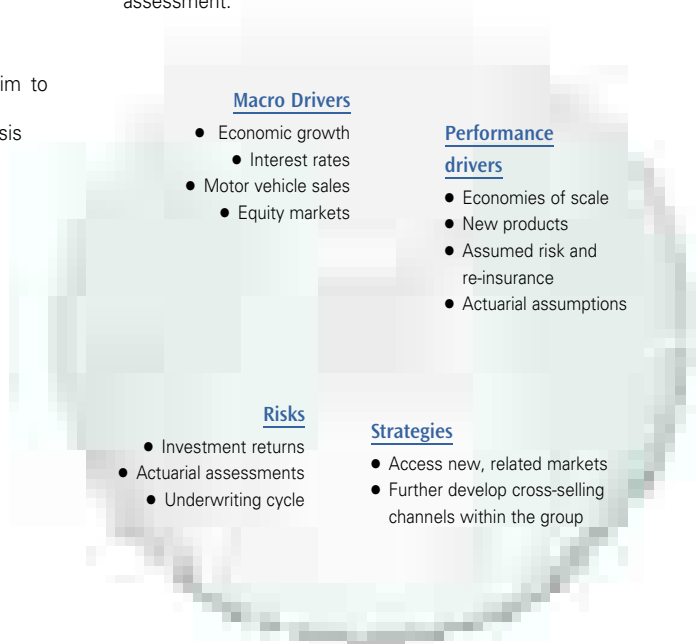 assessment.
im to
sis
Macro Drivers
● Economic growth
● Interest rates
● Motor vehicle sales
● Equity markets
Performance
drivers
● Economies of scale
● New products
● Assumed risk and
re-insurance
● Actuarial assumptions
Risks
● Investment returns
● Actuarial assessments
● Underwriting cycle
Strategies
● Access new, related markets
● Further develop cross-selling
channels within the group